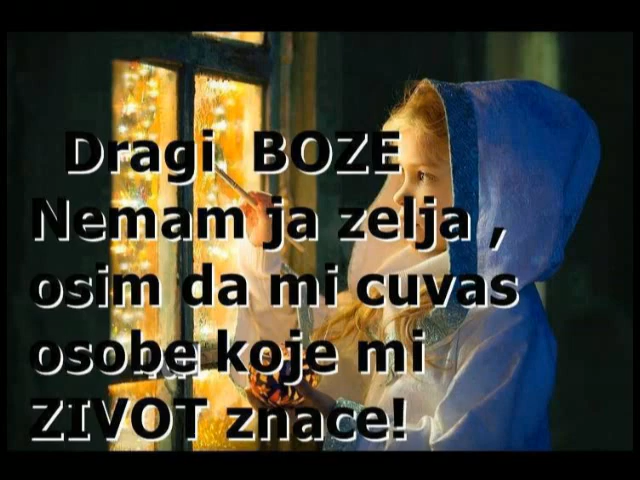 Dragi BOZE
Nemam ja zelja ,
osim da mi cuvas
osobe koje mi
ZIVOT znace!